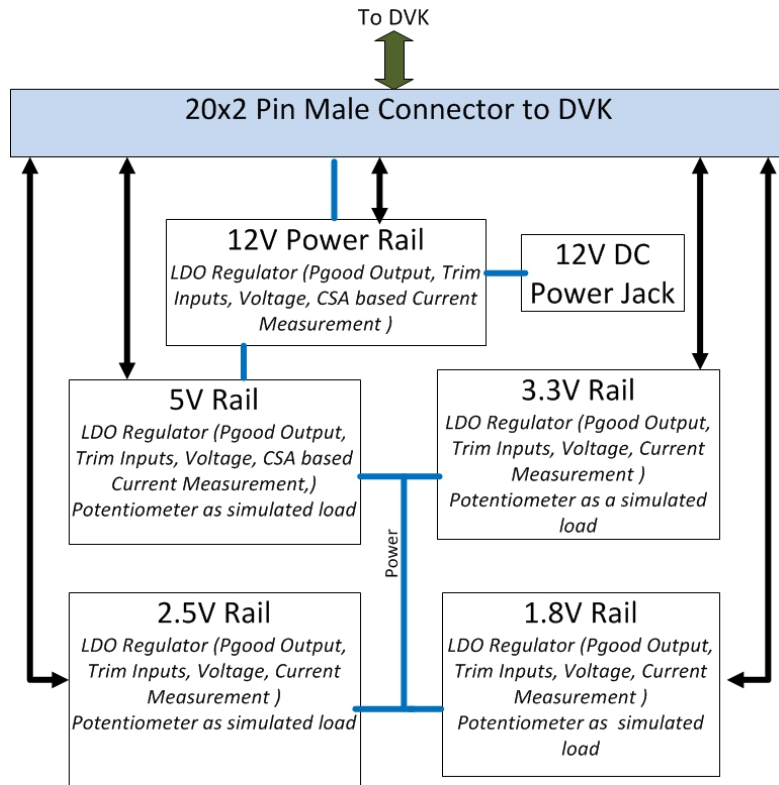 To DVK
20x2 Pin Male Connector to DVK
12V Power Rail
LDO Regulator (Pgood Output, Trim
Inputs, Voltage, CSA based Current
Measurement )
12V DC
Power Jack
5V Rail
LDO Regulator (Pgood Output,
Trim Inputs, Voltage, CSA based
Current Measurement,)
Potentiometer as simulated load
3.3V Rail
LDO Regulator (Pgood Output,
Trim Inputs, Voltage, Current
Measurement )
Potentiometer as a simulated
load
Power
2.5V Rail
LDO Regulator (Pgood Output,
Trim Inputs, Voltage, Current
Measurement )
Potentiometer as simulated load
1.8V Rail
LDO Regulator (Pgood Output,
Trim Inputs, Voltage, Current
Measurement )
Potentiometer as  simulated
load